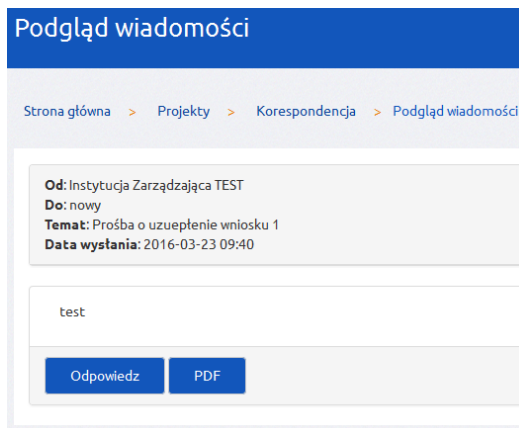 Podgląd wiadomości
Strona główna > Projekty > Korespondencja > Podgląd wiadomości
Od: Instytucja Zarządzająca TEST
Do: nowy
Temat: Prośba o uzuepłenie wniosku 1
Data wysłania: 2016-03-23 09:40
test
Odpowiedz PDF